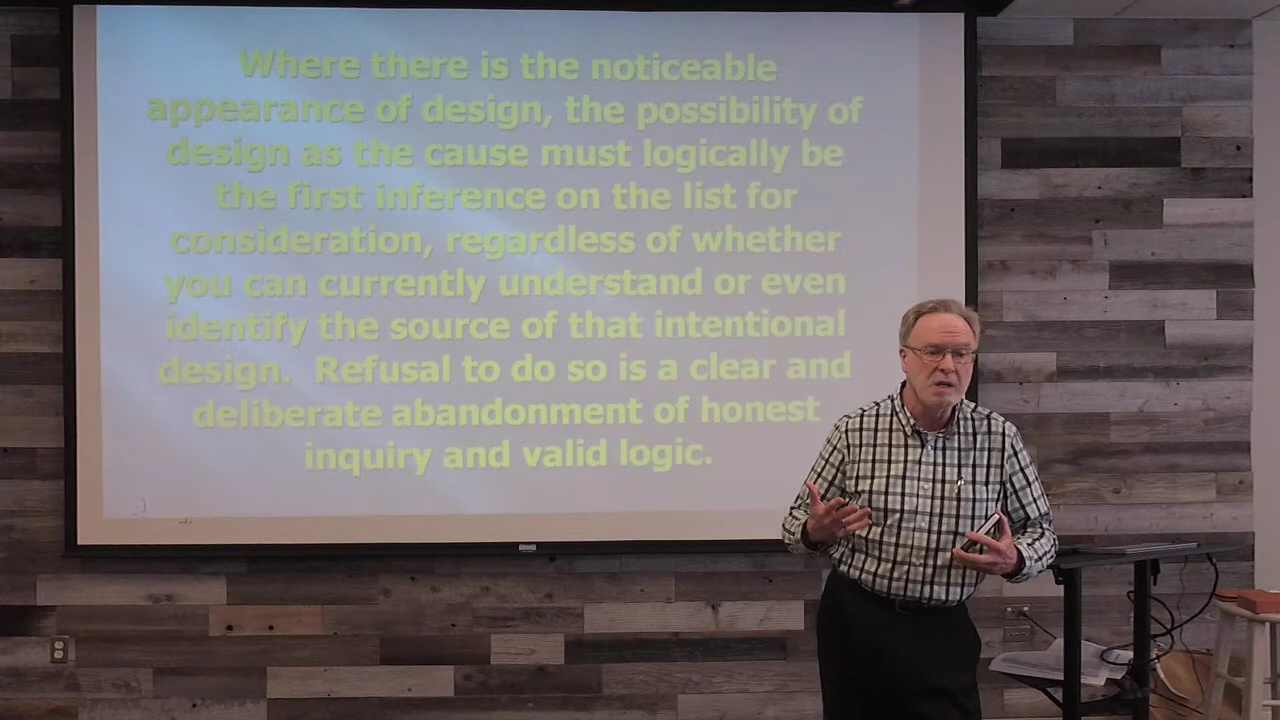 Where there is the noticeable
appearance of design, the possibility of
design as the cause must logically be
the first inference on the list for
consideration, regardless of whether
you can currently understand or even
identify the source of that intentional
design.  Refusal to do so is a clear and
deliberate abandonment of honest
inquiry and valid logic.